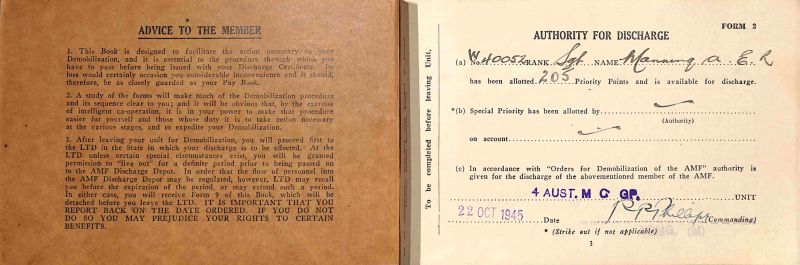 ADVICE TO THE MEMBER
1. This Book is designed to facilitate the action necessary to your
Demobilization, and it is essential to the procedure through which you
have to pass before being issued with your Discharge Certificate. Its
loss would certainly occasion you considerable inconvenience and it should,
therefore, be as closely guarded as your Pay Book.
2. A study of the forms will make much of the Demobilization procedure
and its sequence clear to you; and it will be obvious that, by the exercise
of intelligent co-operation, it is in your power to make that procedure
easier for yourself and those whose duty it is to take action necessary
at the various stages, and to expedite your Demobilization.
3. After leaving your unit for Demobilization, you will proceed first to
the LTD in the State in which your discharge is to be effected. At the
LTD unless certain special circumstances exist, you will be granted
permission to "live out" for a definite period prior to being passed on
to the AMF Discharge Depot. In order that the flow of personnel into
the AMF Discharge Depot may be regulated, however, LTD may recall
you before the expiration of the period, or may extend such a period.
In either case, you will receive Form 9 of this Book, which will be
detached before you leave the LTD. IT IS IMPORTANT THAT YOU
REPORT BACK ON THE DATE ORDERED. IF YOU DO NOT
DO SO YOU MAY PREJUDICE YOUR RIGHTS TO CERTAIN
BENEFITS.
To be completed before leaving Unit.
FORM 2
AUTHORITY FOR DISCHARGE
(a) No. W40052 RANK Sgt NAME Manning A E R
has been allotted 205 Priority Points and is available for discharge.
*(b) Special Priority has been allotted by
(Authority)
on account
(c) In accordance with "Orders for Demobilization of the AMF" authority is
given for the discharge of the abovementioned member of the AMF.
4 AUST. M C GP. UNIT
22 OCT 1945 Date (Commanding)
* (Strike out if not applicable)
3